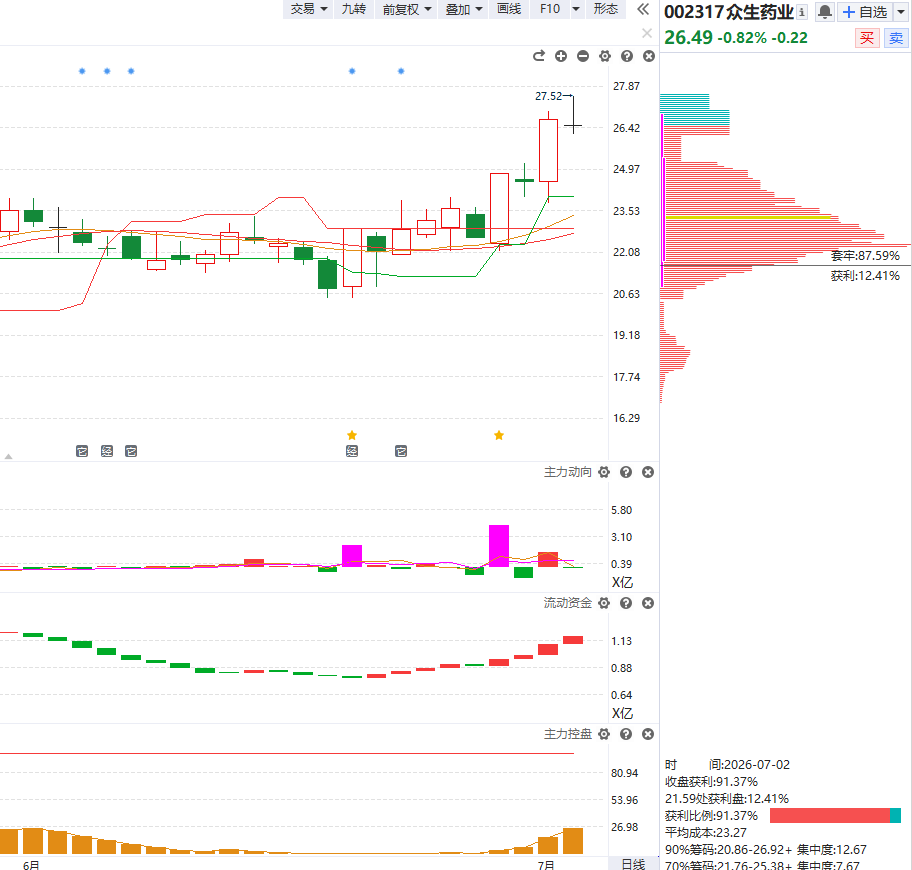 交易 九转 前复权 叠加 画线 F10 形态
002317众生药业 自选
26.49 -0.82% -0.22 买 卖
27.87
27.52
26.42
24.97
23.53
22.08
套牢:87.59%
获利:12.41%
20.63
19.18
17.74
16.29
主力动向
5.80
3.10
0.39
X亿
流动资金
1.13
0.88
0.64
X亿
主力控盘
80.94
53.96
26.98
6月 7月 日线
时 间:2026-07-02
收盘获利:91.37%
21.59处获利盘:12.41%
获利比例:91.37%
平均成本:23.27
90%筹码:20.86-26.92+ 集中度:12.67
70%筹码:21.76-25.38+ 集中度:7.67